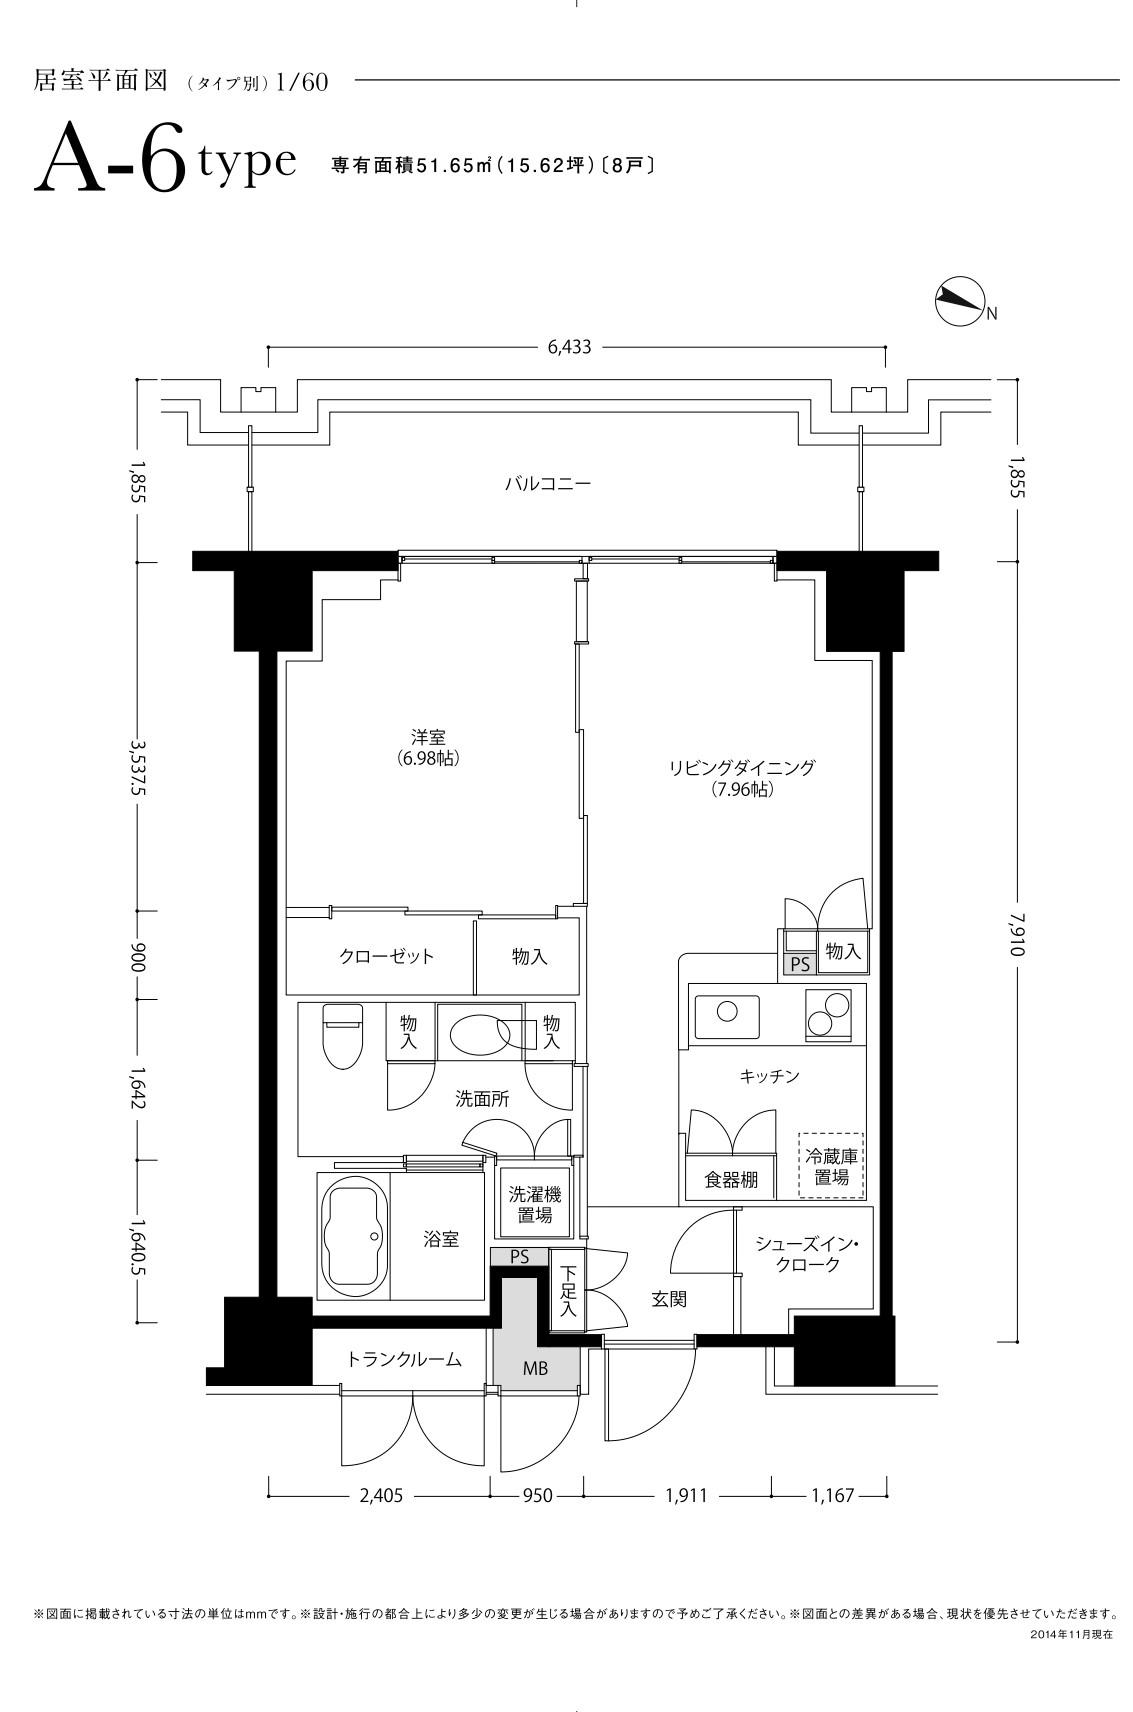 居室平面図 (タイプ別) 1/60
A-6 type 専有面積51.65㎡(15.62坪)〔8戸〕
N
6,433
1,855
1,855
バルコニー
洋室
(6.98帖)
リビングダイニング
(7.96帖)
3,537.5
7,910
900
クローゼット
物入
PS
物入
物入
物入
キッチン
1,642
洗面所
冷蔵庫
置場
食器棚
洗濯機
置場
浴室
1,640.5
PS
下足入
玄関
シューズイン・
クローク
トランクルーム
MB
2,405
950
1,911
1,167
※図面に掲載されている寸法の単位はmmです。※設計・施行の都合上により多少の変更が生じる場合がありますので予めご了承ください。※図面との差異がある場合、現状を優先させていただきます。
2014年11月現在